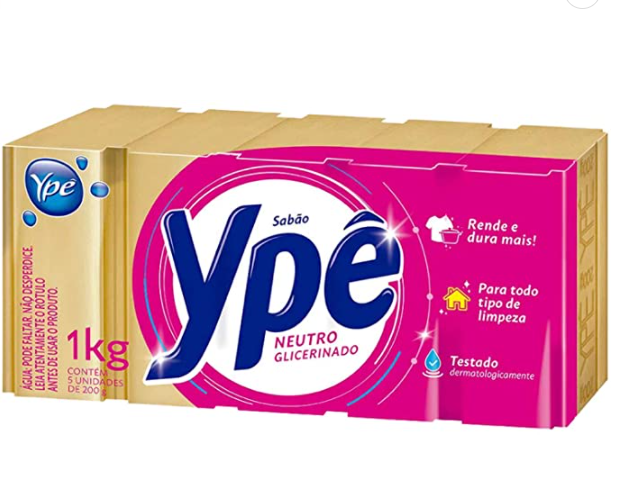 Ypê
ÁGUA: PODE FALTAR. NÃO DESPERDICE.
LEIA ATENTAMENTE O RÓTULO
ANTES DE USAR O PRODUTO.
1kg
CONTÉM
5 UNIDADES
DE 200 g
Sabão
Ypê
NEUTRO
GLICERINADO
Rende e
dura mais!
Para todo
tipo de
limpeza
Testado
dermatologicamente
YPÊ